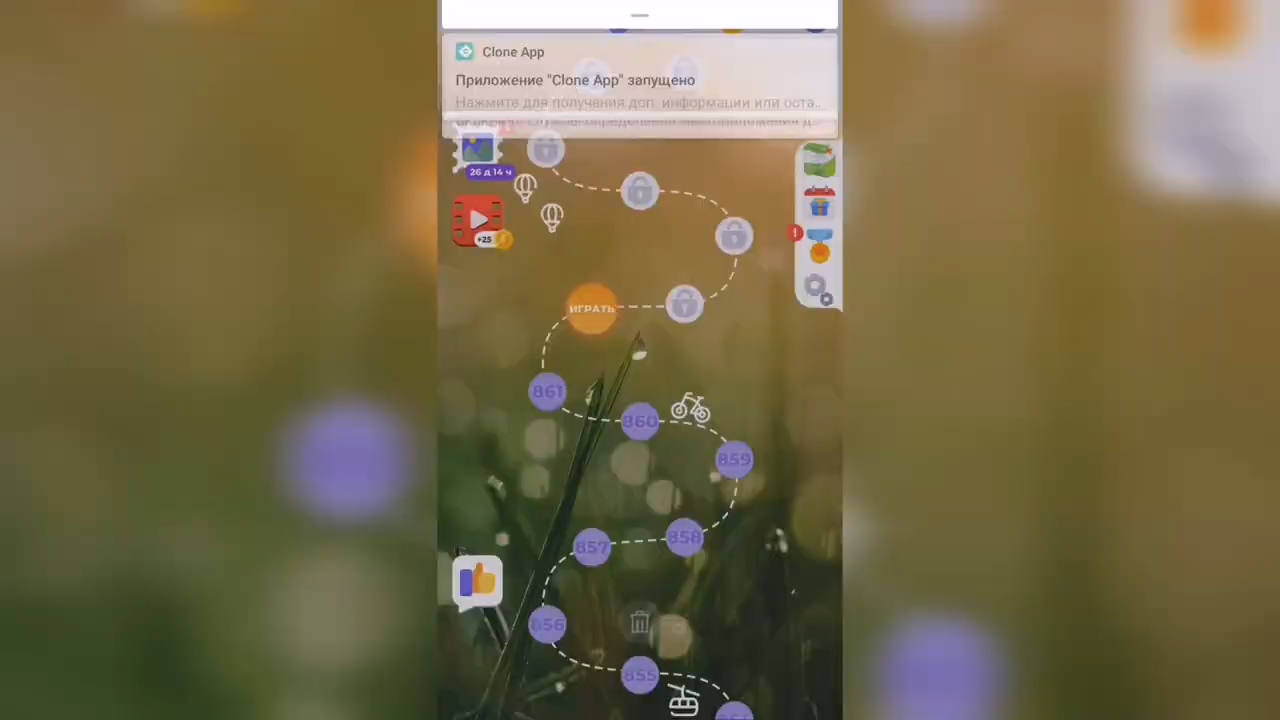 Clone App
Приложение "Clone App" запущено
Нажмите для получения доп. информации или оста..
26 д 14 ч
+25
!
ИГРАТЬ
861
860
859
858
857
856
855